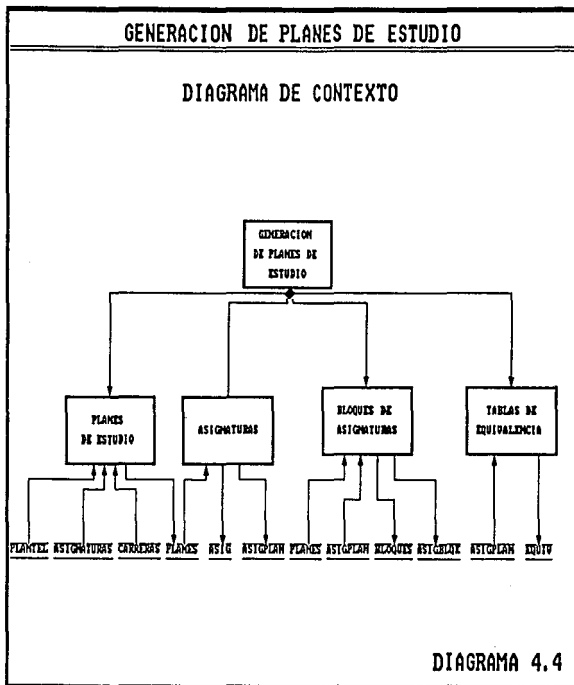 GENERACION DE PLANES DE ESTUDIO
DIAGRAMA DE CONTEXTO
GENERACION
DE PLANES DE
ESTUDIO
PLANES
DE ESTUDIO
ASIGNATURAS
BLOQUES DE
ASIGNATURAS
TABLAS DE
EQUIVALENCIA
PLANTEL ASIGNATURAS CARRERAS PLANES ASIG ASIGPLAN PLANES ASIGPLAN BLOQUES ASIGBLQE ASIGPLAN EQUIV
DIAGRAMA 4.4